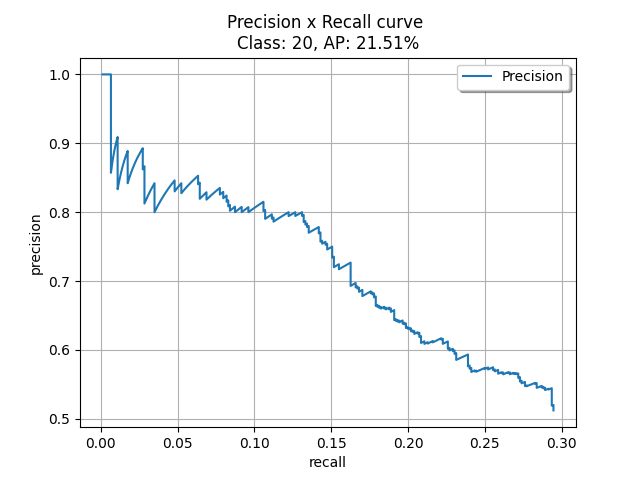 Precision x Recall curve
Class: 20, AP: 21.51%
Precision
1.0
0.9
0.8
0.7
0.6
0.5
precision
0.00 0.05 0.10 0.15 0.20 0.25 0.30
recall